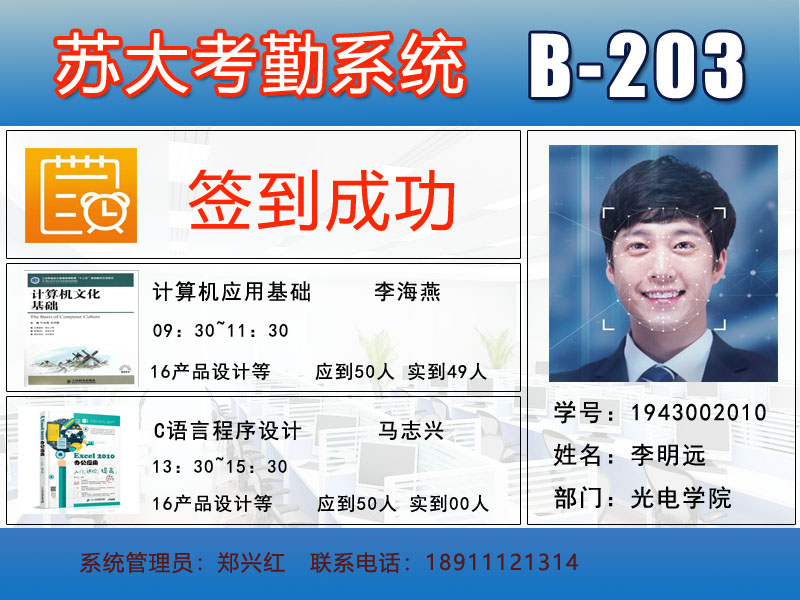 苏大考勤系统 B-203
签到成功
计算机文化
基础
The Basis of Computer Culture
计算机应用基础 李海燕
09：30~11：30
16产品设计等 应到50人 实到49人
Excel 2010
办公应用
C语言程序设计 马志兴
13：30~15：30
16产品设计等 应到50人 实到00人
学号：1943002010
姓名：李明远
部门：光电学院
系统管理员：郑兴红 联系电话：18911121314